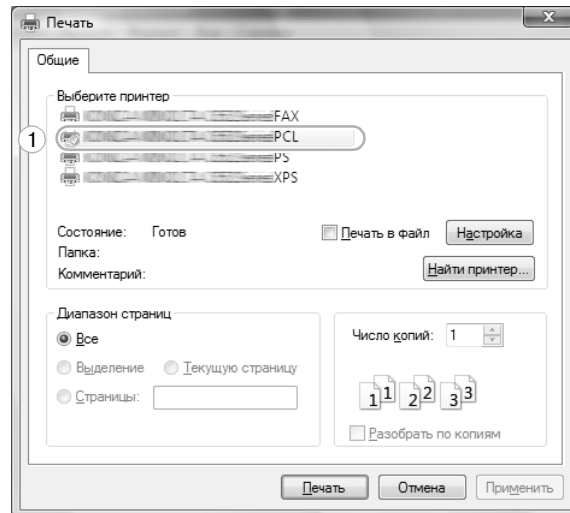 Печать
Общие
Выберите принтер
FAX
1 PCL
PS
XPS
Состояние: Готов
Печать в файл Настройка
Папка:
Комментарий:
Найти принтер...
Диапазон страниц
Все
Выделение Текущую страницу
Страницы:
Число копий: 1
1 1 2 2 3 3
Разобрать по копиям
Печать Отмена Применить